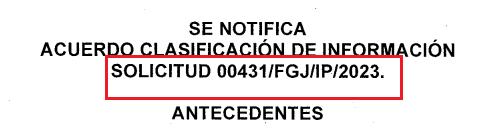 SE NOTIFICA
ACUERDO CLASIFICACIÓN DE INFORMACIÓN
SOLICITUD 00431/FGJ/IP/2023.
ANTECEDENTES